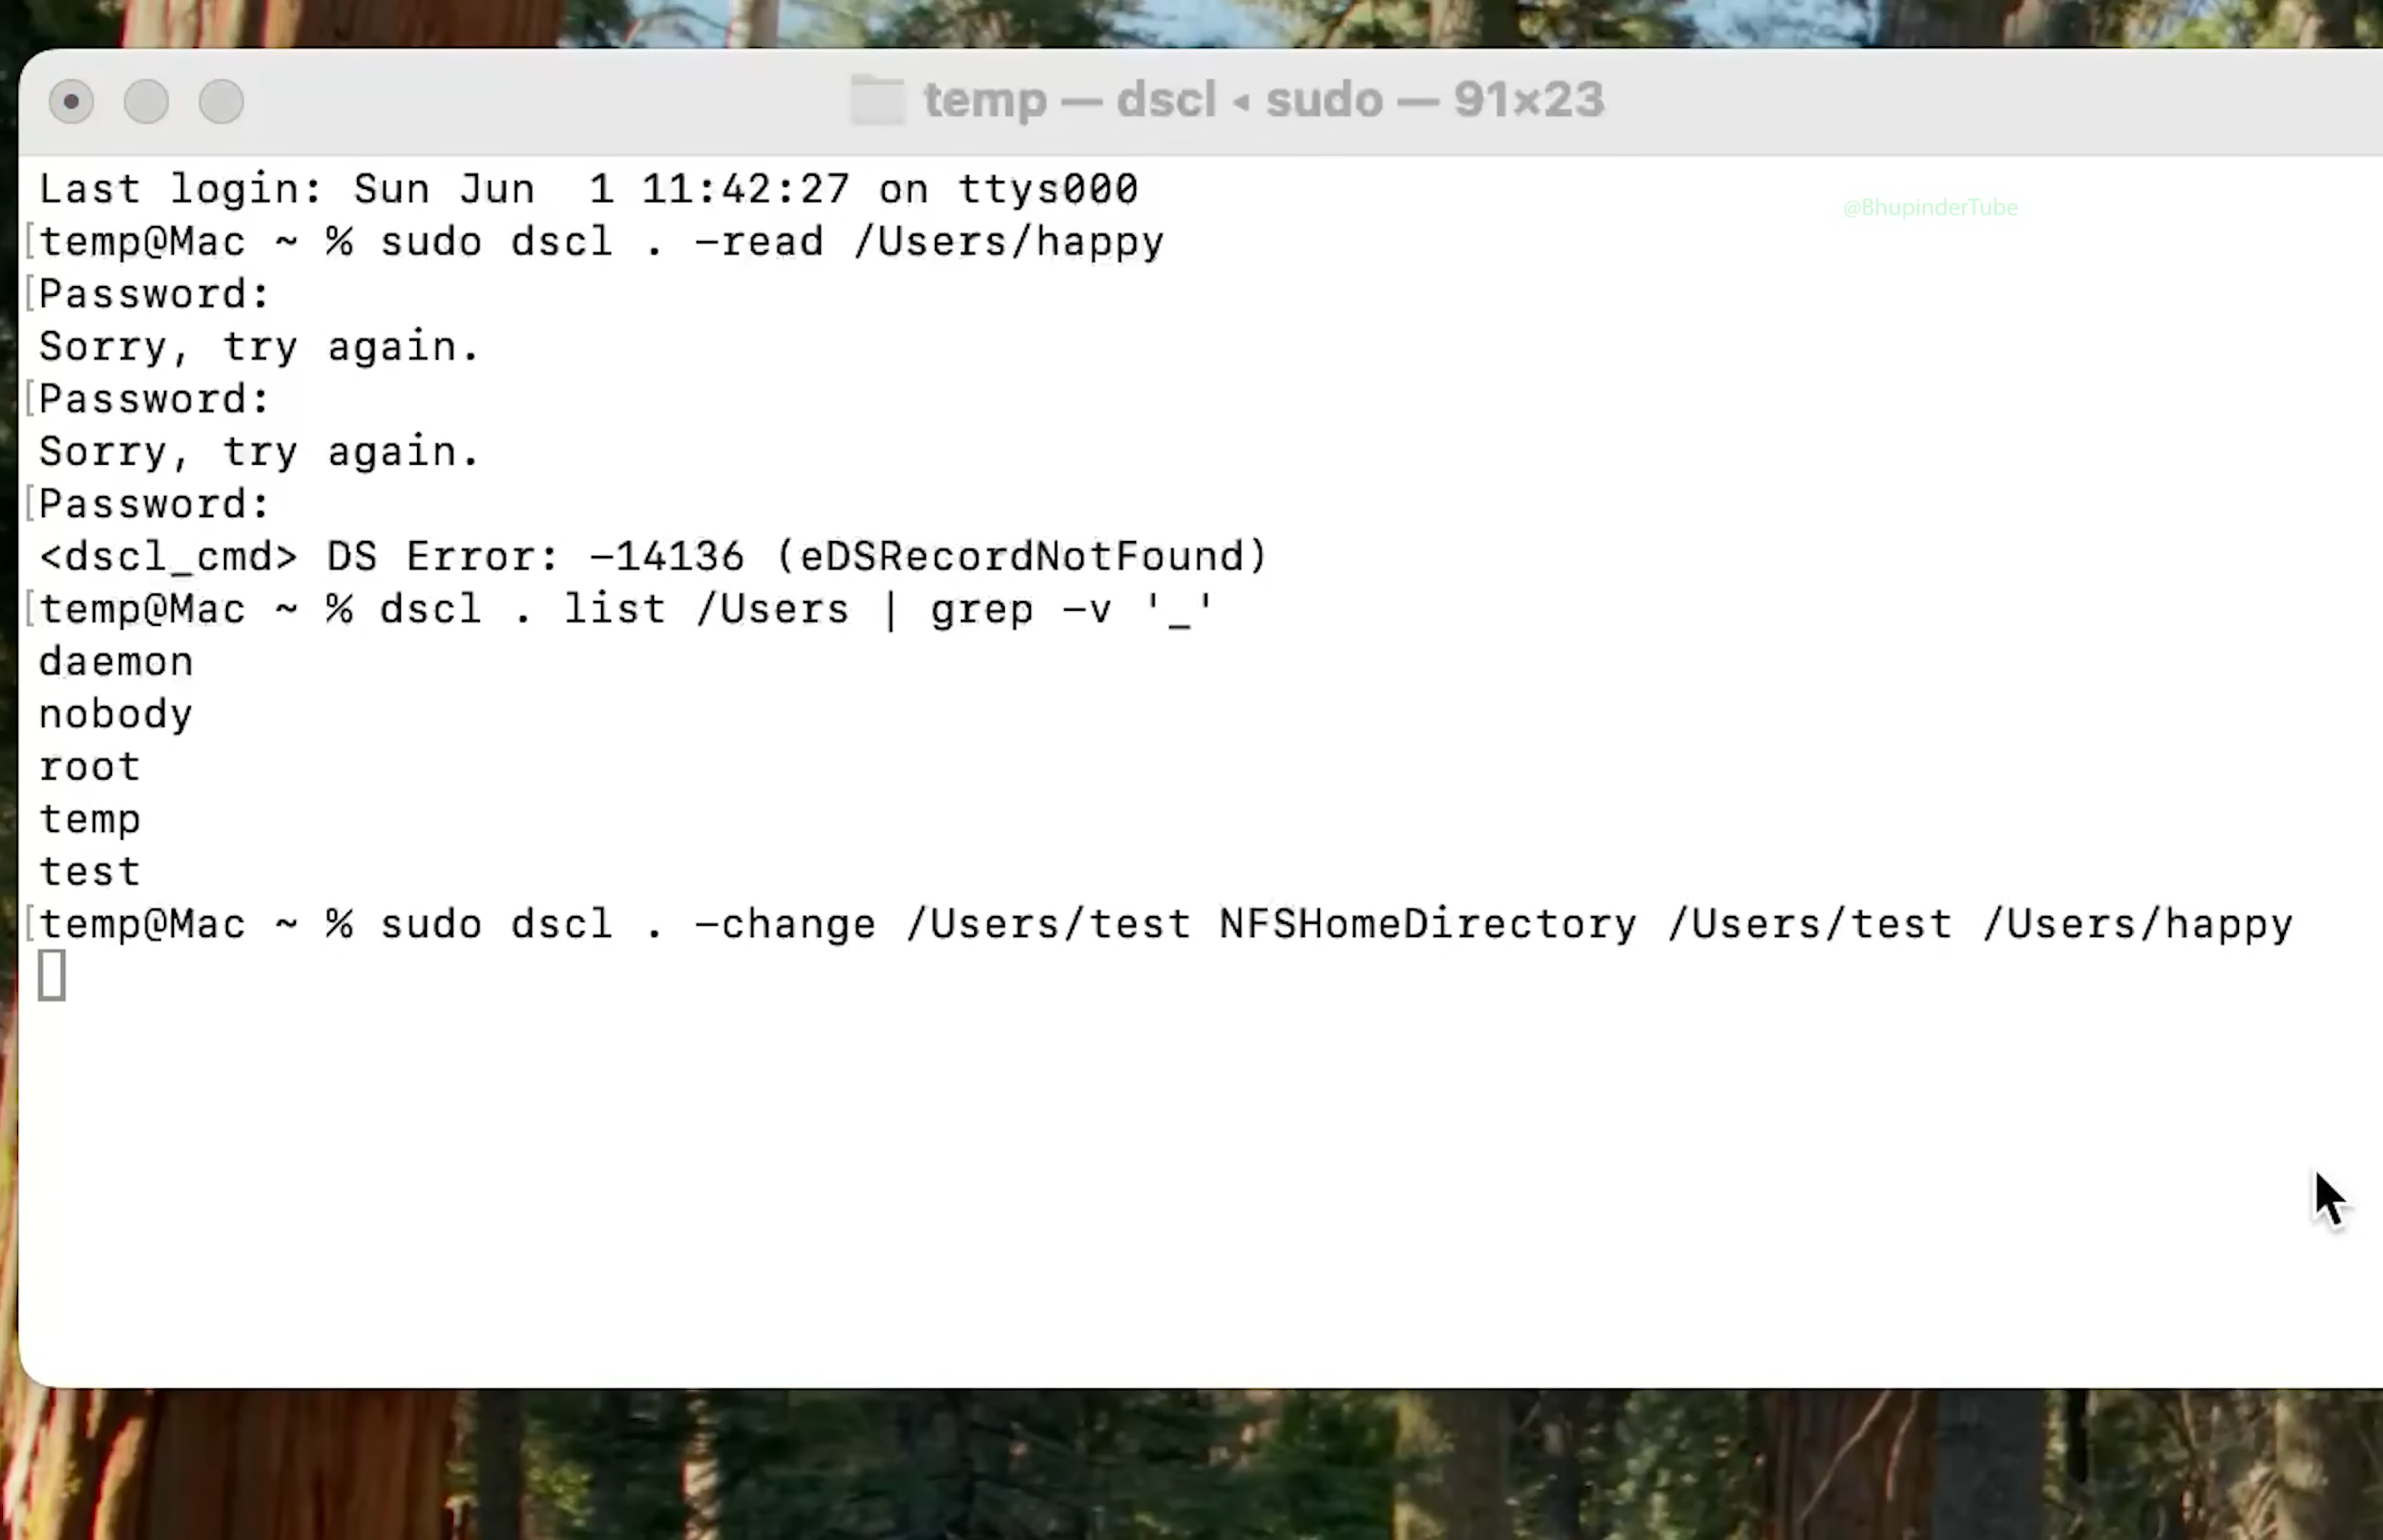 temp — dscl ◂ sudo — 91×23
Last login: Sun Jun  1 11:42:27 on ttys000
@BhupinderTube
[temp@Mac ~ % sudo dscl . -read /Users/happy
[Password:
Sorry, try again.
[Password:
Sorry, try again.
[Password:
<dscl_cmd> DS Error: -14136 (eDSRecordNotFound)
[temp@Mac ~ % dscl . list /Users | grep -v '_'
daemon
nobody
root
temp
test
[temp@Mac ~ % sudo dscl . -change /Users/test NFSHomeDirectory /Users/test /Users/happy